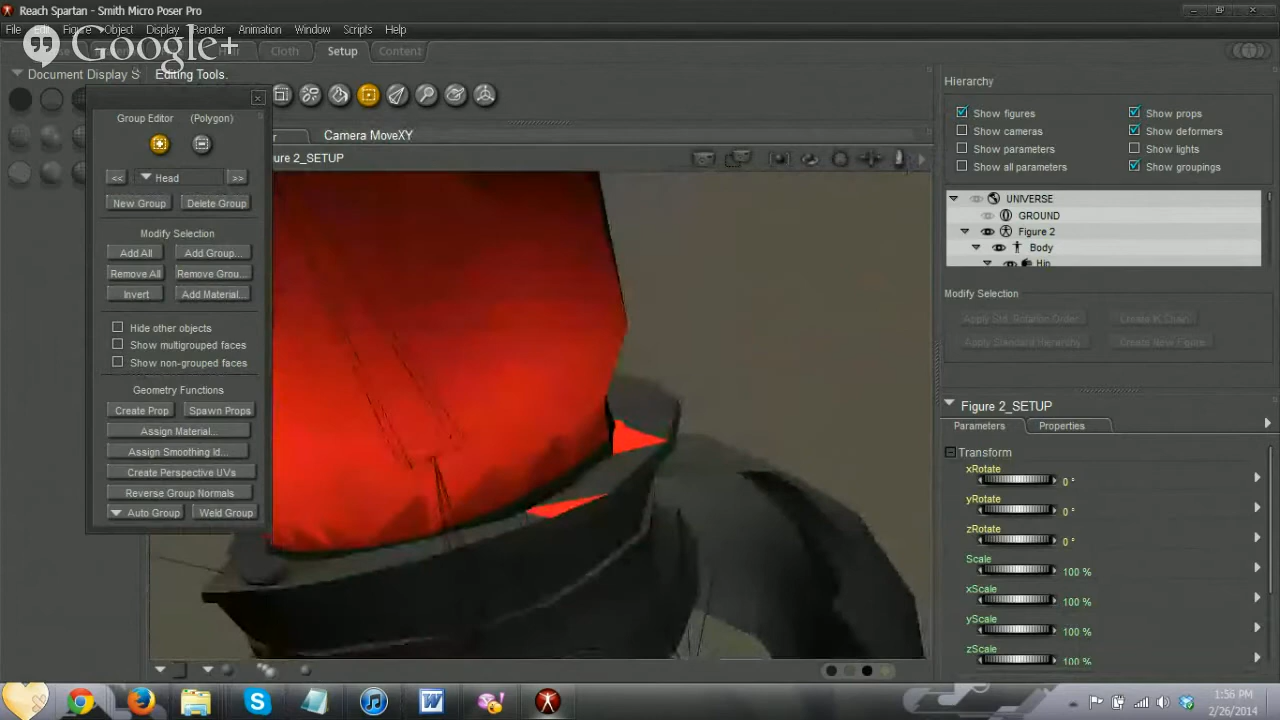 Reach Spartan - Smith Micro Poser Pro
File Edit Figure Object Display Render Animation Window Scripts Help
Google+
Cloth Setup Content
Document Display S Editing Tools.
Group Editor (Polygon)
<< Head >>
New Group Delete Group
Modify Selection
Add All Add Group...
Remove All Remove Grou...
Invert Add Material...
Hide other objects
Show multigrouped faces
Show non-grouped faces
Geometry Functions
Create Prop Spawn Props
Assign Material...
Assign Smoothing Id...
Create Perspective UVs
Reverse Group Normals
Auto Group Weld Group
Camera MoveXY
ure 2_SETUP
Hierarchy
Show figures Show props
Show cameras Show deformers
Show parameters Show lights
Show all parameters Show groupings
UNIVERSE
GROUND
Figure 2
Body
Hip
Modify Selection
Apply Std. Rotation Order Create IK Chain
Apply Standard Hierarchy Create New Figure
Figure 2_SETUP
Parameters Properties
Transform
xRotate
0 °
yRotate
0 °
zRotate
0 °
Scale
100 %
xScale
100 %
yScale
100 %
zScale
100 %
1:56 PM
2/26/2014